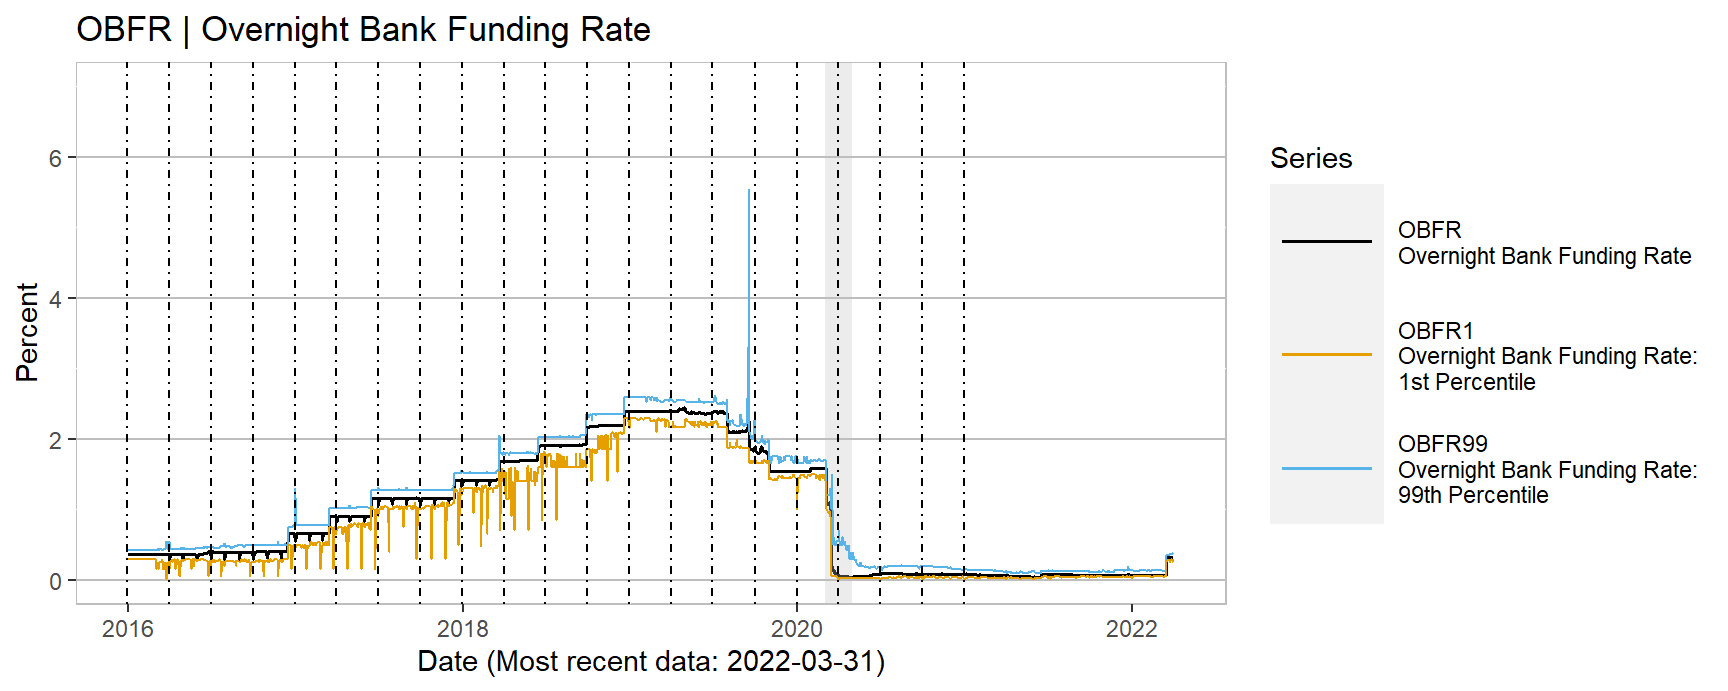 OBFR | Overnight Bank Funding Rate
Percent
6
4
2
0
2016
2018
2020
2022
Date (Most recent data: 2022-03-31)
Series
OBFR
Overnight Bank Funding Rate
OBFR1
Overnight Bank Funding Rate:
1st Percentile
OBFR99
Overnight Bank Funding Rate:
99th Percentile